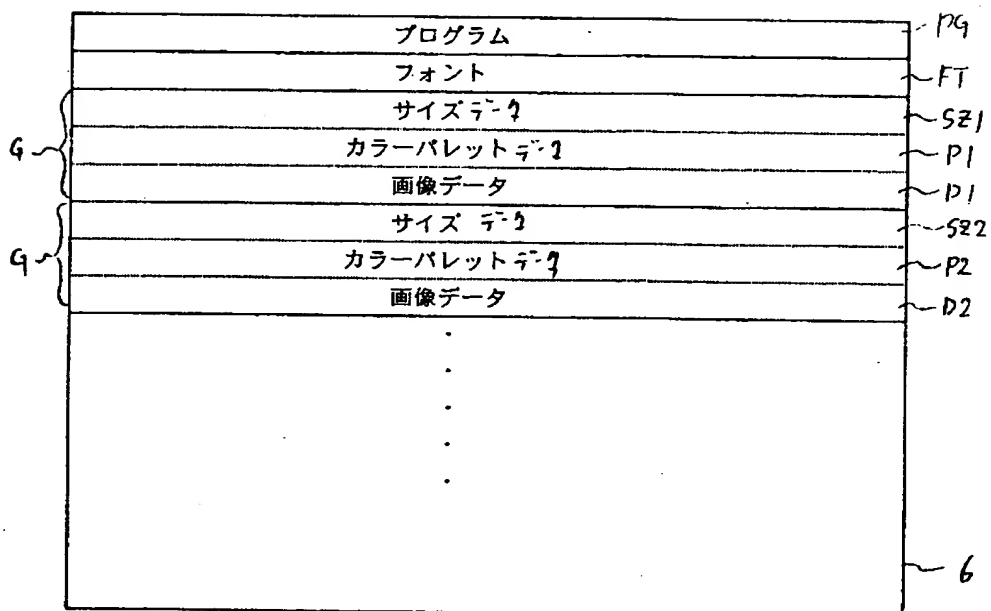 プログラム PG
フォント FT
サイズデータ SZ1
G カラーパレットデータ P1
画像データ D1
サイズ データ SZ2
G カラーパレットデータ P2
画像データ D2
6